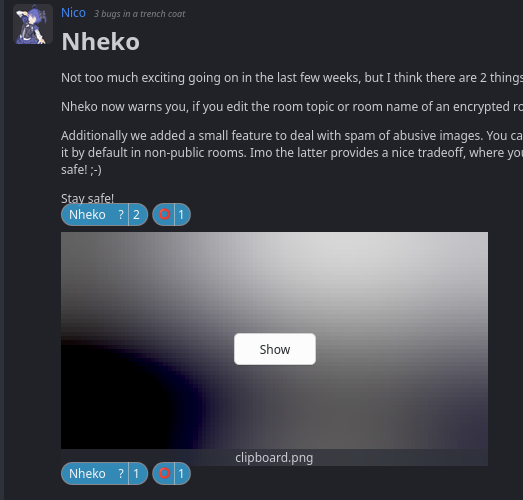 Nico 3 bugs in a trench coat
Nheko
Not too much exciting going on in the last few weeks, but I think there are 2 things
Nheko now warns you, if you edit the room topic or room name of an encrypted ro
Additionally we added a small feature to deal with spam of abusive images. You ca
it by default in non-public rooms. Imo the latter provides a nice tradeoff, where you
safe! ;-)
Stay safe!
Nheko ? 2 ⭕ 1
Show
clipboard.png
Nheko ? 1 ⭕ 1